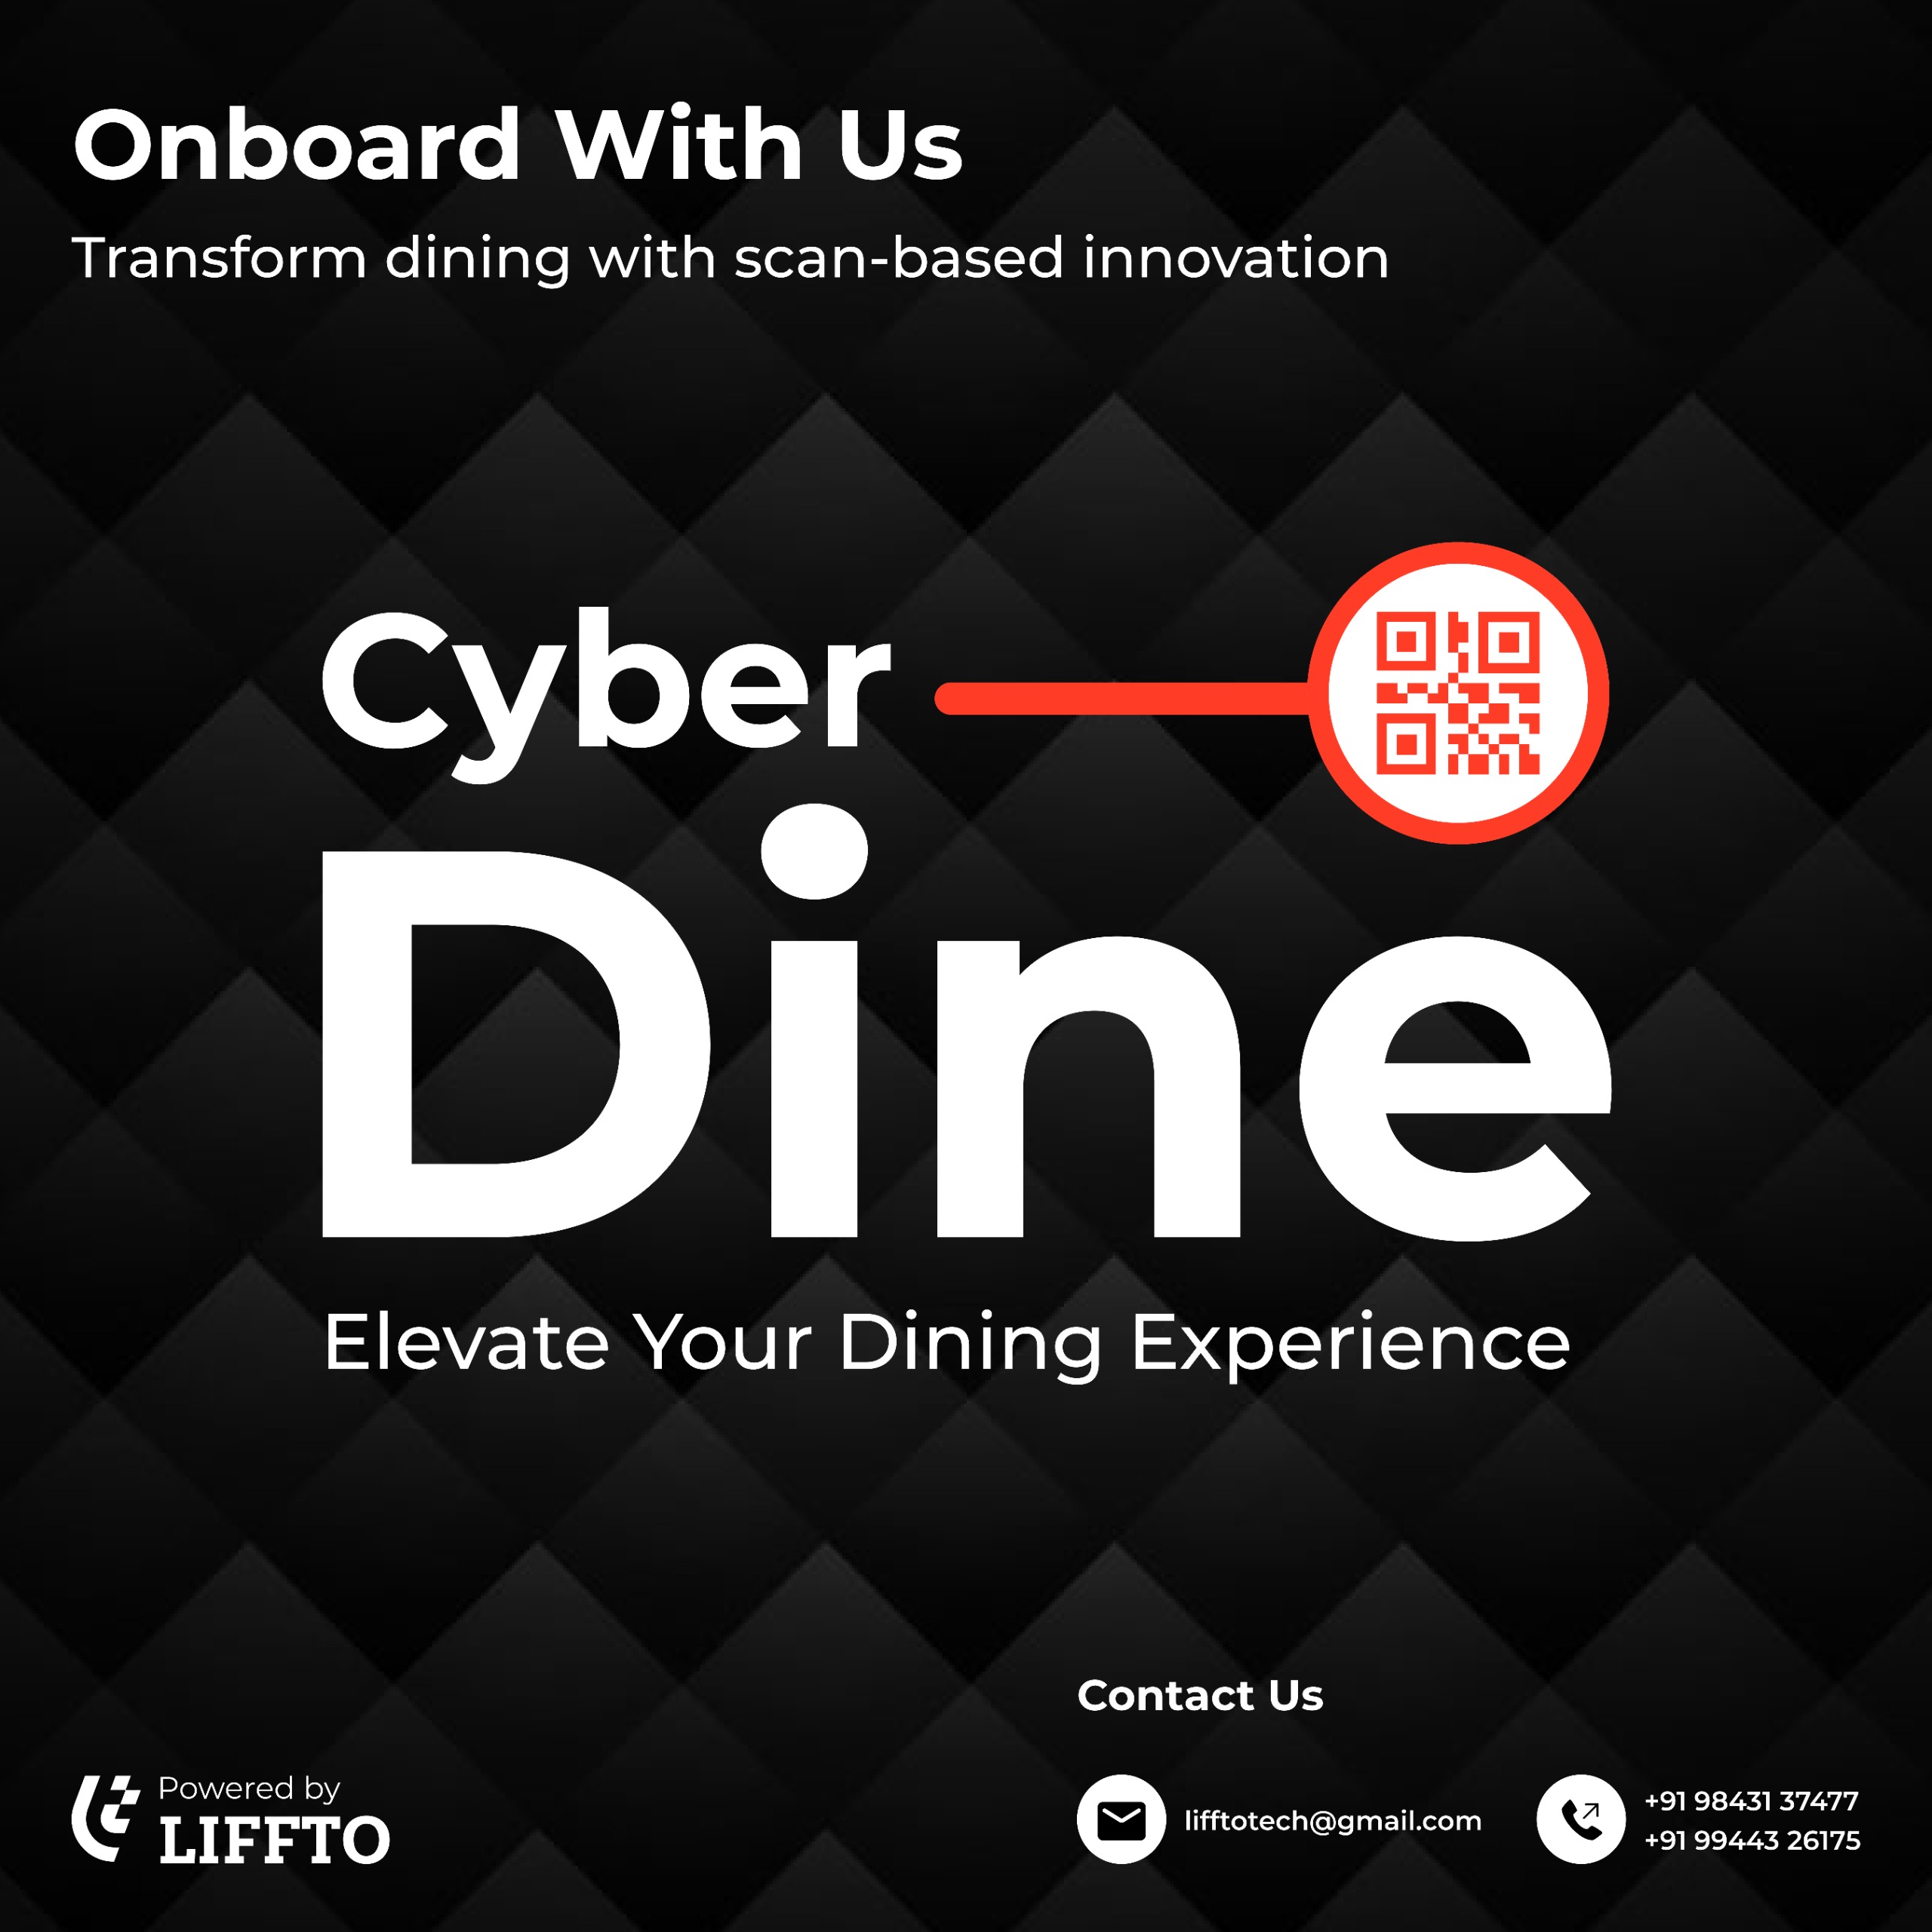 Onboard With Us
Transform dining with scan-based innovation
Cyber
Dine
Elevate Your Dining Experience
Contact Us
Powered by
LIFFTO
lifftotech@gmail.com
+91 98431 37477
+91 99443 26175